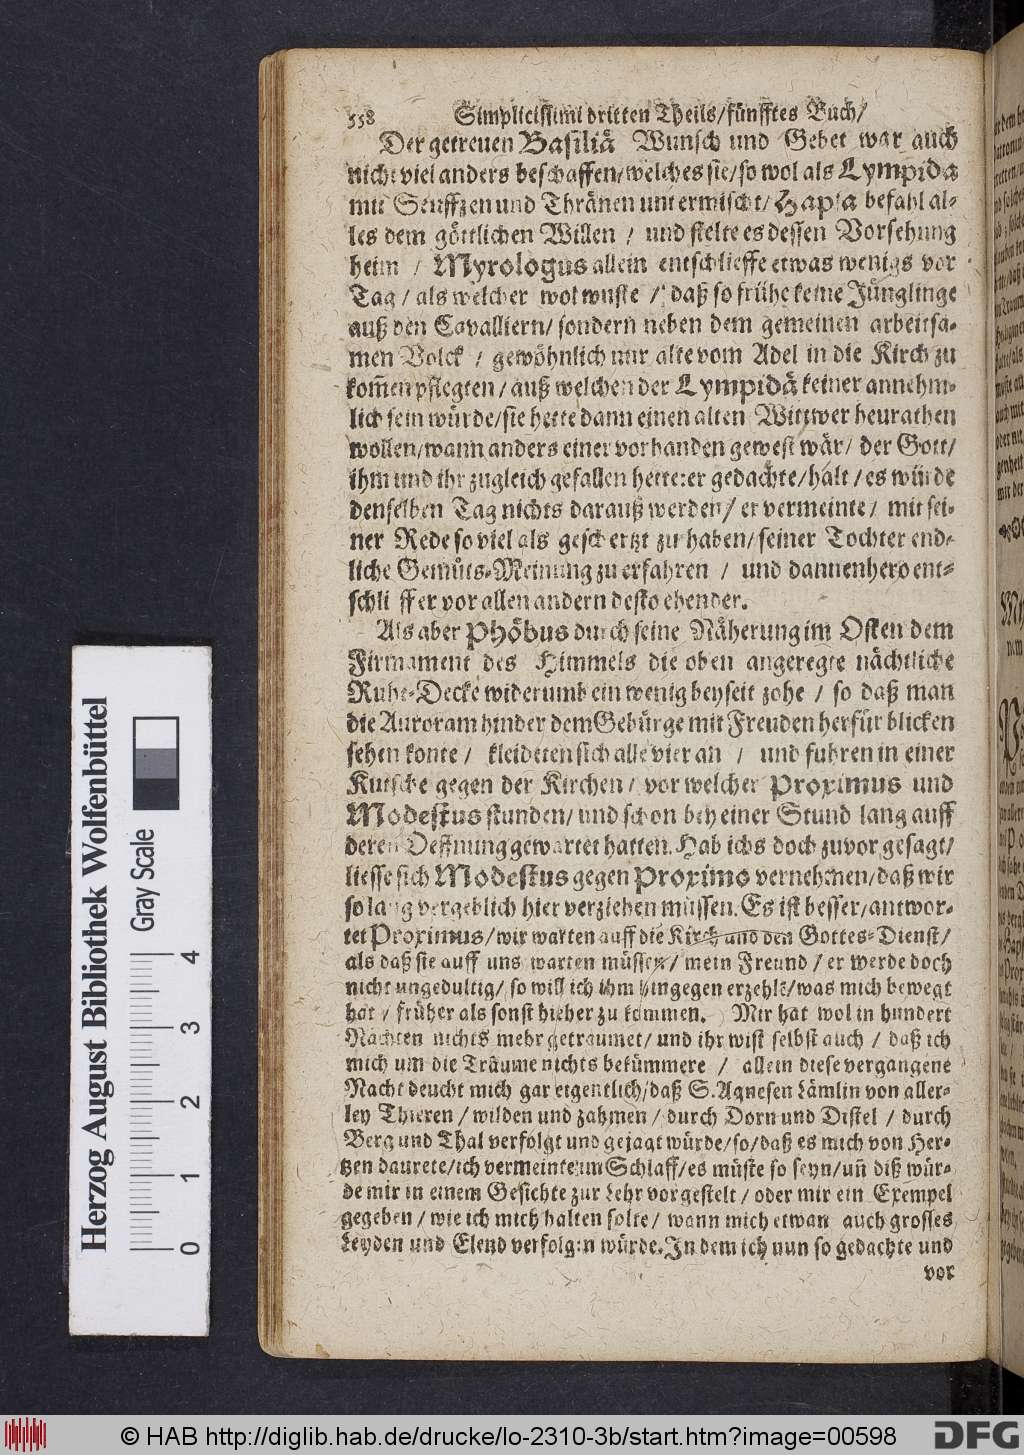 558 Simplicissimi dritten Theils/fünfftes Buch/
Der getreuen Basiliä Wunsch und Gebet war auch
nicht viel anders beschaffen/welches sie/so wol als Lympida
mit Seuffzen und Thränen untermischt/Hapla befahl al-
les dem göttlichen Willen / und stelte es dessen Vorsehung
heim / Myrologus allein entschlieffe etwas wenigs vor
Tag / als welcher wol wuste / daß so frühe keine Jünglinge
auß den Cavalliern/ sondern neben dem gemeinen arbeitsa-
men Volck / gewöhnlich nur alte vom Adel in die Kirch zu
kom̃en pflegten / auß welchen der Lympidä keiner annehm-
lich sein würde/sie hette dann einen alten Wittwer heurathen
wollen/wann anders einer vorhanden gewest wär/ der Gott/
ihm und ihr zugleich gefallen hette: er gedachte/halt / es würde
denselben Tag nichts darauß werden/ er vermeinte / mit sei-
ner Rede so viel als geschertzt zu haben/ seiner Tochter end-
liche Gemüts-Meinung zu erfahren / und dannenhero ent-
schlieffer vor allen andern desto ehender.
Als aber Phöbus durch seine Näherung im Osten dem
Firmament des Himmels die oben angeregte nächtliche
Ruhe-Decke widerumb ein wenig beyseit zohe / so daß man
die Auroram hinder dem Gebürge mit Freuden herfür blicken
sehen konte / kleideten sich alle vier an / und fuhren in einer
Kutsche gegen der Kirchen / vor welcher Proximus und
Modestus stunden/ und schon bey einer Stund lang auff
deren Oeffnung gewartet hatten. Hab ichs doch zuvor gesagt/
liesse sich Modestus gegen Proximo vernehmen/daß wir
so lang vergeblich hier verziehen müssen. Es ist besser/antwor-
tet Proximus/wir warten auff die Kirch und den Gottes-Dienst/
als daß sie auff uns warten müssen/ mein Freund / er werde doch
nicht ungedultig/ so will ich ihm hingegen erzehlē/was mich bewegt
hat / früher als sonst hieher zu kommen. Mir hat wol in hundert
Nächten nichts mehr getraumet/ und ihr wist selbst auch / daß ich
mich um die Träume nichts bekümmere / allein diese vergangene
Nacht deucht mich gar eigentlich/daß S. Agnesen Lämlin von aller-
ley Thieren / wilden und zahmen / durch Dorn und Distel / durch
Berg und Thal verfolgt und gejagt würde/so/daß es mich von Her-
tzen daurete/ich vermeinte im Schlaff/es müste so seyn/uñ diß wür-
de mir in einem Gesichte zur Lehr vorgestelt / oder mir ein Exempel
gegeben / wie ich mich halten solte / wann mich etwan auch grosses
Leyden und Elend verfolgen würde. In dem ich nun so gedachte und
vor
Herzog August Bibliothek Wolfenbüttel
Gray Scale
0 1 2 3 4
© HAB http://diglib.hab.de/drucke/lo-2310-3b/start.htm?image=00598
DFG